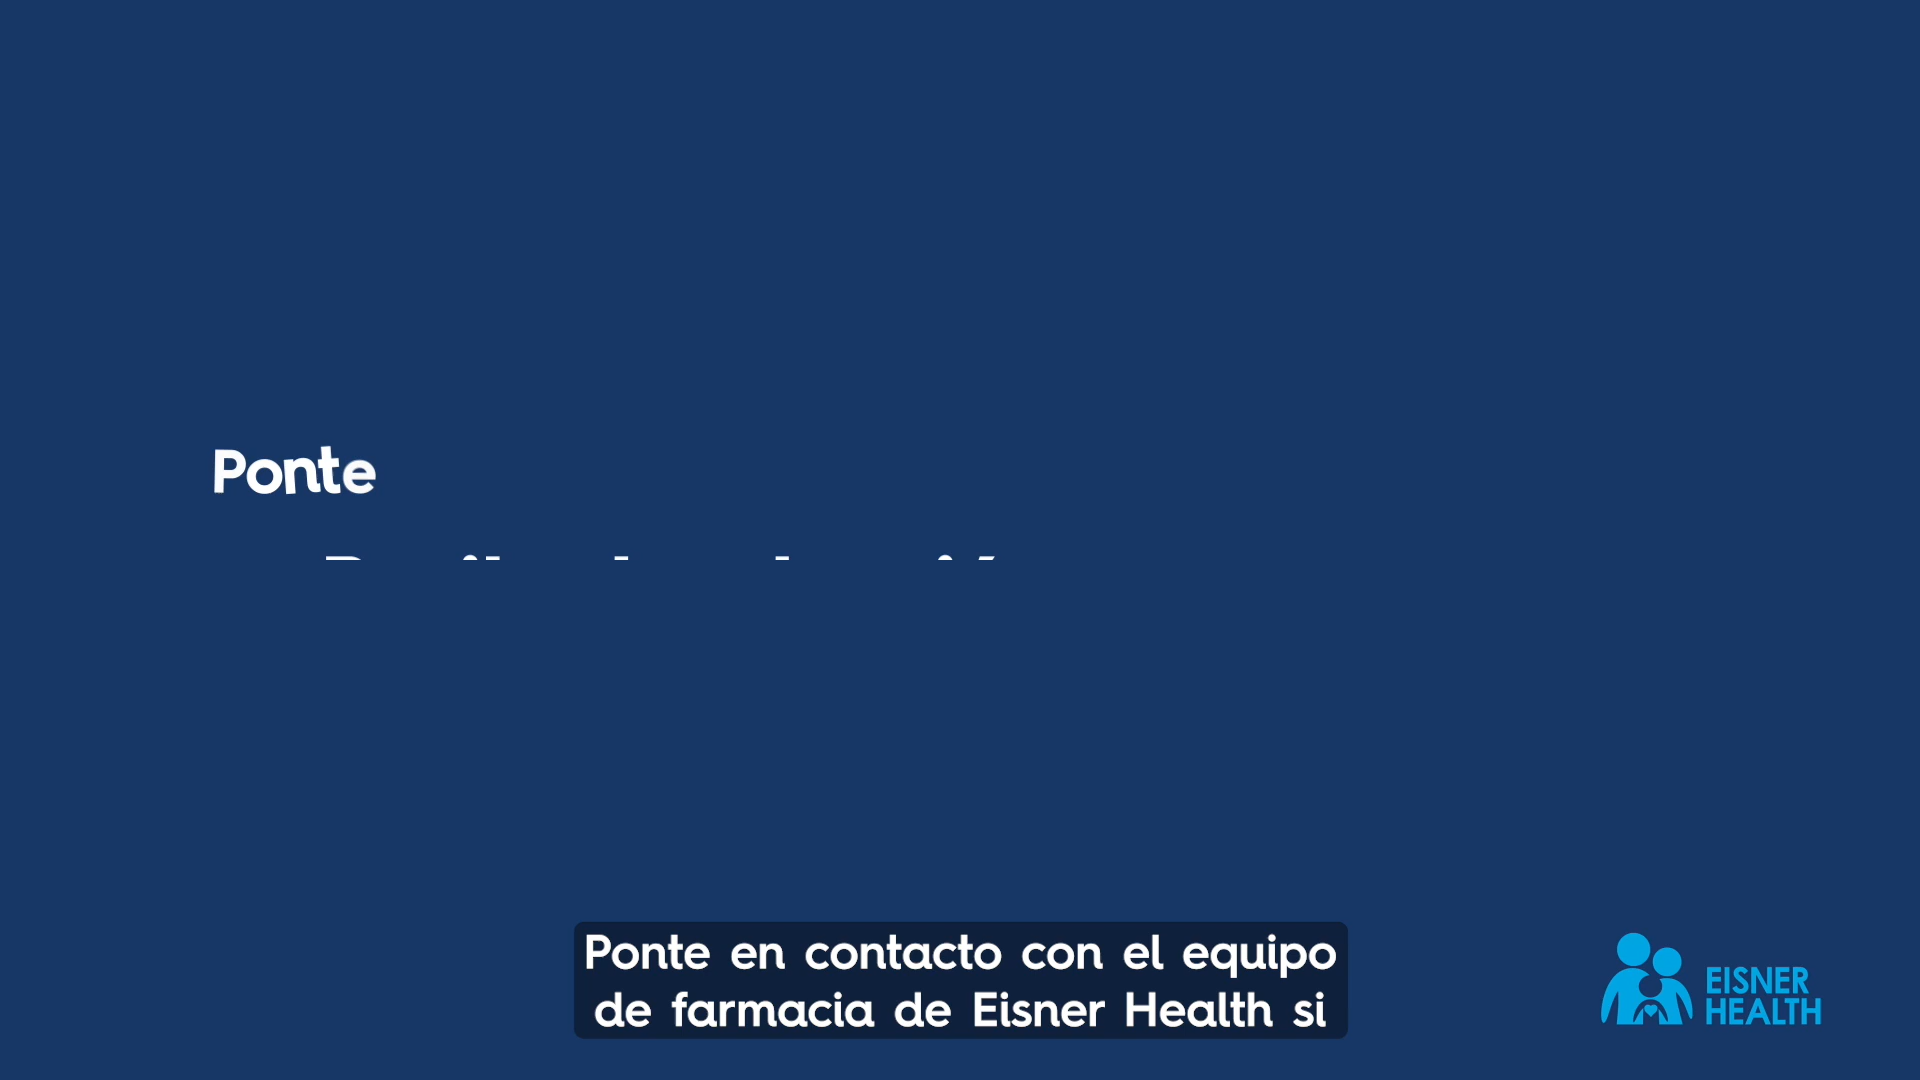 Ponte
Ponte en contacto con el equipo
de farmacia de Eisner Health si
EISNER
HEALTH